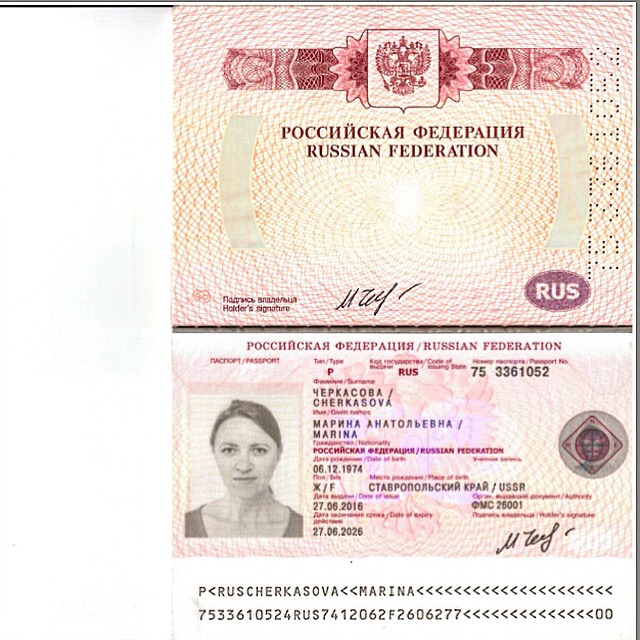 РОССИЙСКАЯ ФЕДЕРАЦИЯ
RUSSIAN FEDERATION
Подпись владельца
Holder's signature
RUS
РОССИЙСКАЯ ФЕДЕРАЦИЯ / RUSSIAN FEDERATION
ПАСПОРТ / PASSPORT
Тип / Type
Код государства / Code of
выдачи issuing State
Номер паспорта / Passport No.
P
RUS
75 3361052
Фамилия / Surname
ЧЕРКАСОВА /
CHERKASOVA
Имя / Given names
МАРИНА АНАТОЛЬЕВНА /
MARINA
Гражданство / Nationality
РОССИЙСКАЯ ФЕДЕРАЦИЯ / RUSSIAN FEDERATION
Дата рождения / Date of birth
Учетная запись
06.12.1974
Пол / Sex
Место рождения / Place of birth
Ж / F
СТАВРОПОЛЬСКИЙ КРАЙ / USSR
Дата выдачи / Date of issue
Орган, выдавший документ / Authority
27.06.2016
ФМС 26001
Дата окончания срока / Date of expiry
действия
Подпись владельца / Holder's signature
27.06.2026
P<RUSCHERKASOVA<<MARINA<<<<<<<<<<<<<<<<<<<<<
7533610524RUS7412062F2606277<<<<<<<<<<<<<<00